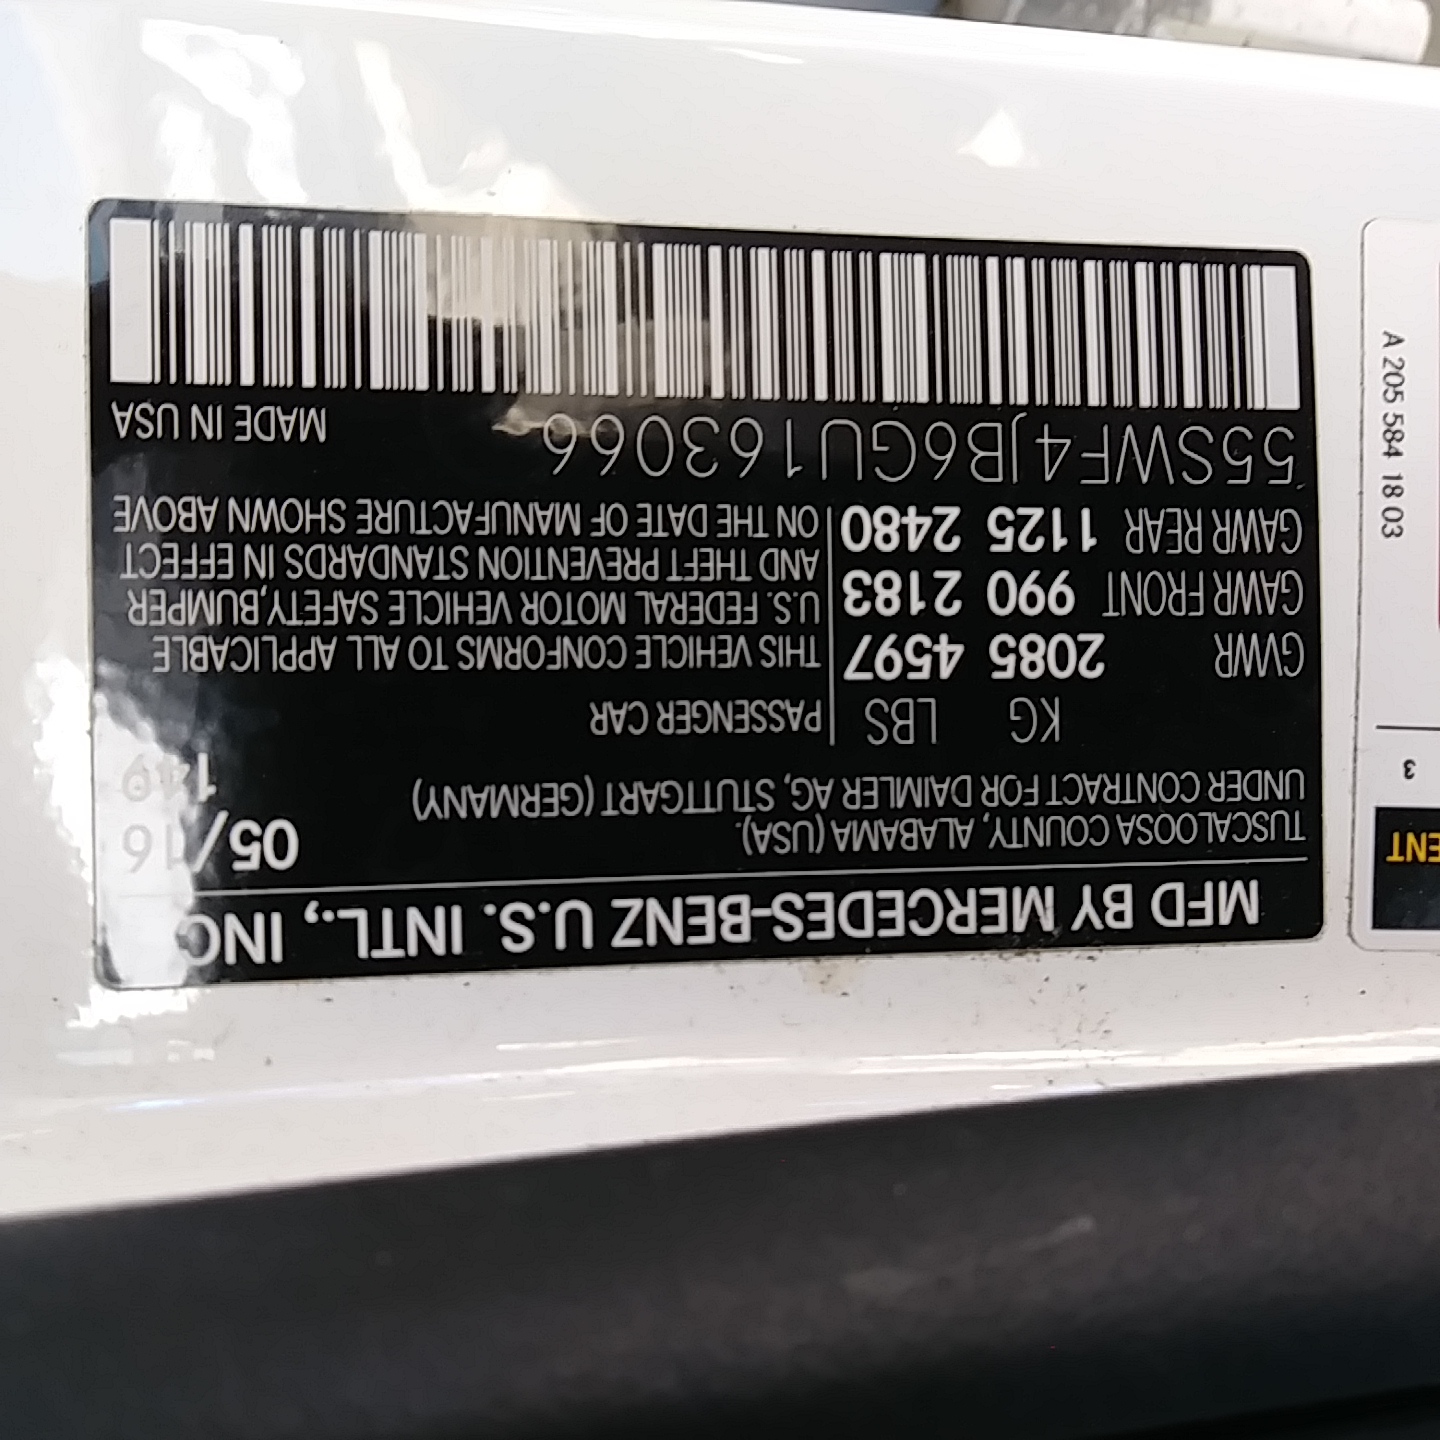 MFD BY MERCEDES-BENZ U.S. INTL., INC
TUSCALOOSA COUNTY, ALABAMA (USA).
UNDER CONTRACT FOR DAIMLER AG, STUTTGART (GERMANY)
05/16
149
KG LBS
GVWR 2085 4597
GAWR FRONT 990 2183
GAWR REAR 1125 2480
PASSENGER CAR
THIS VEHICLE CONFORMS TO ALL APPLICABLE
U.S. FEDERAL MOTOR VEHICLE SAFETY,BUMPER
AND THEFT PREVENTION STANDARDS IN EFFECT
ON THE DATE OF MANUFACTURE SHOWN ABOVE
55SWF4JB6GU163066
MADE IN USA
A 205 584 18 03
3